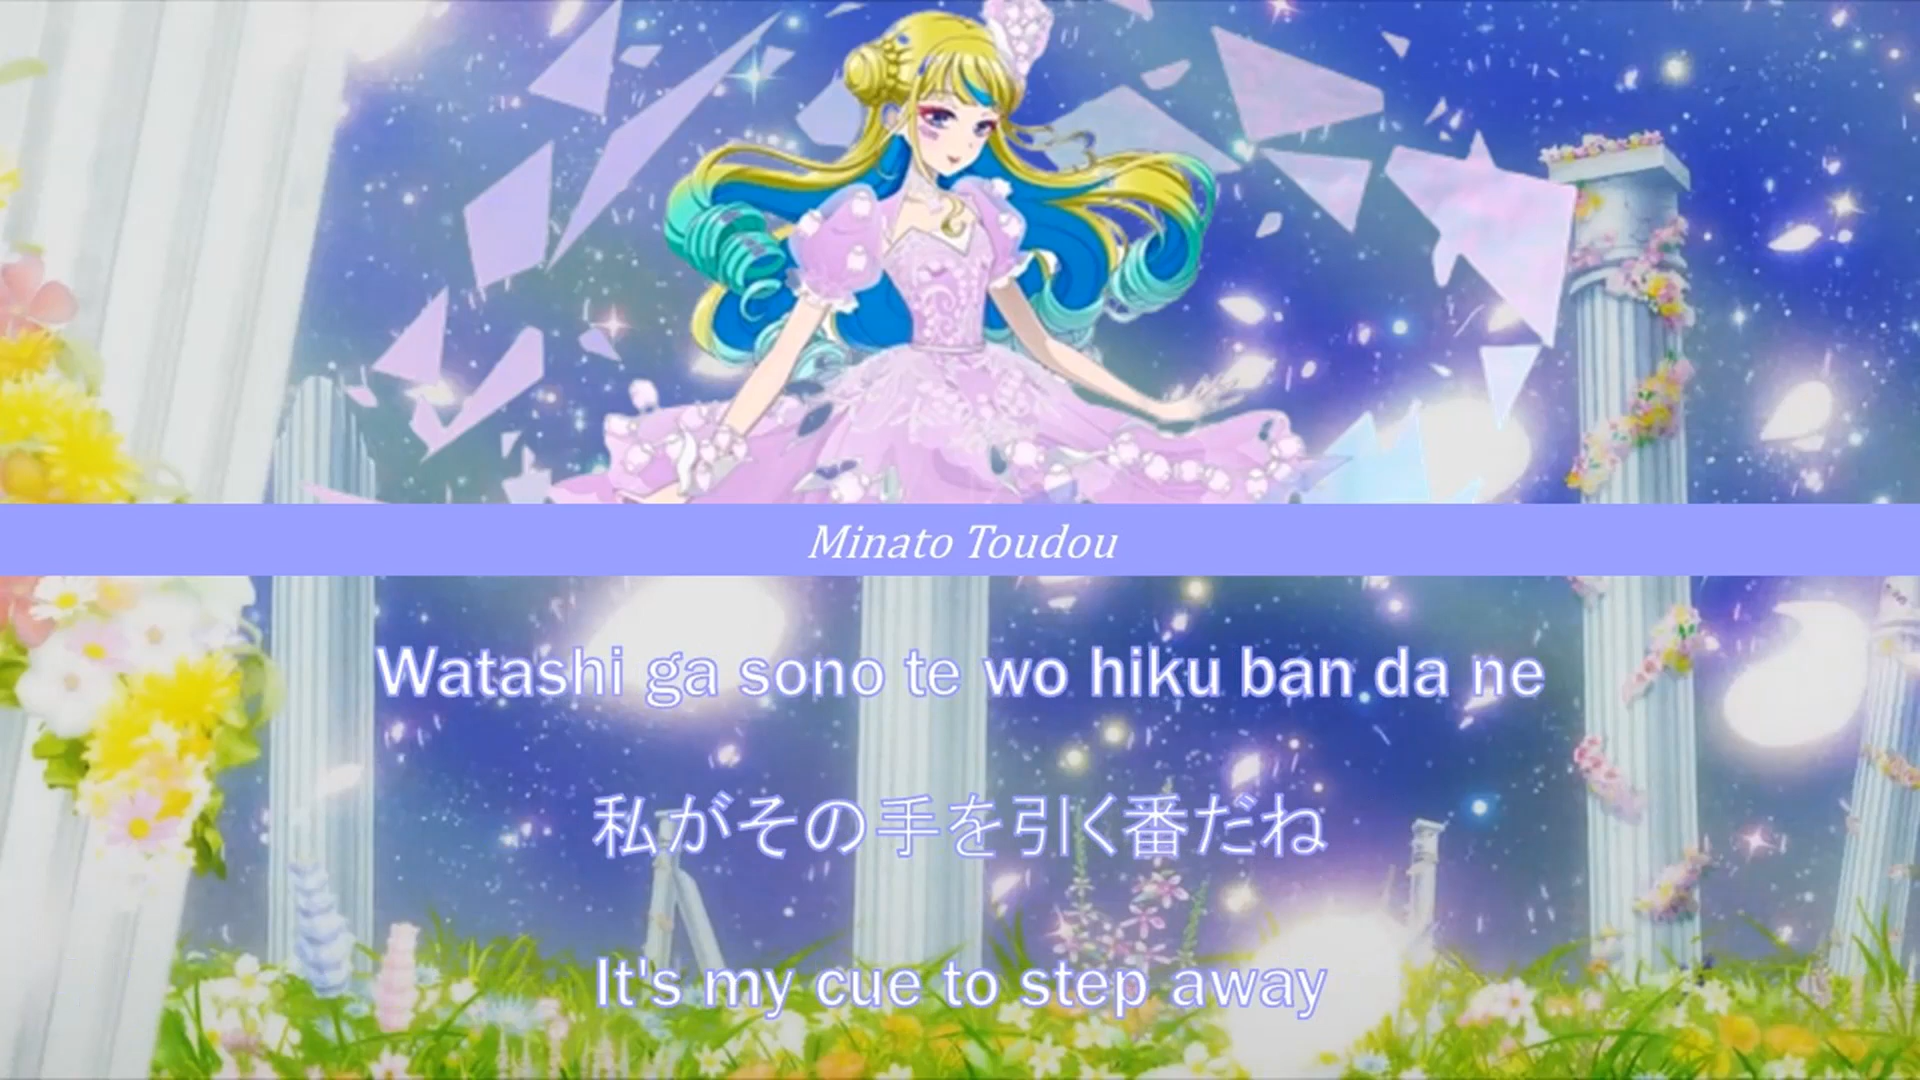 Minato Toudou
Watashi ga sono te wo hiku ban da ne
私がその手を引く番だね
It's my cue to step away